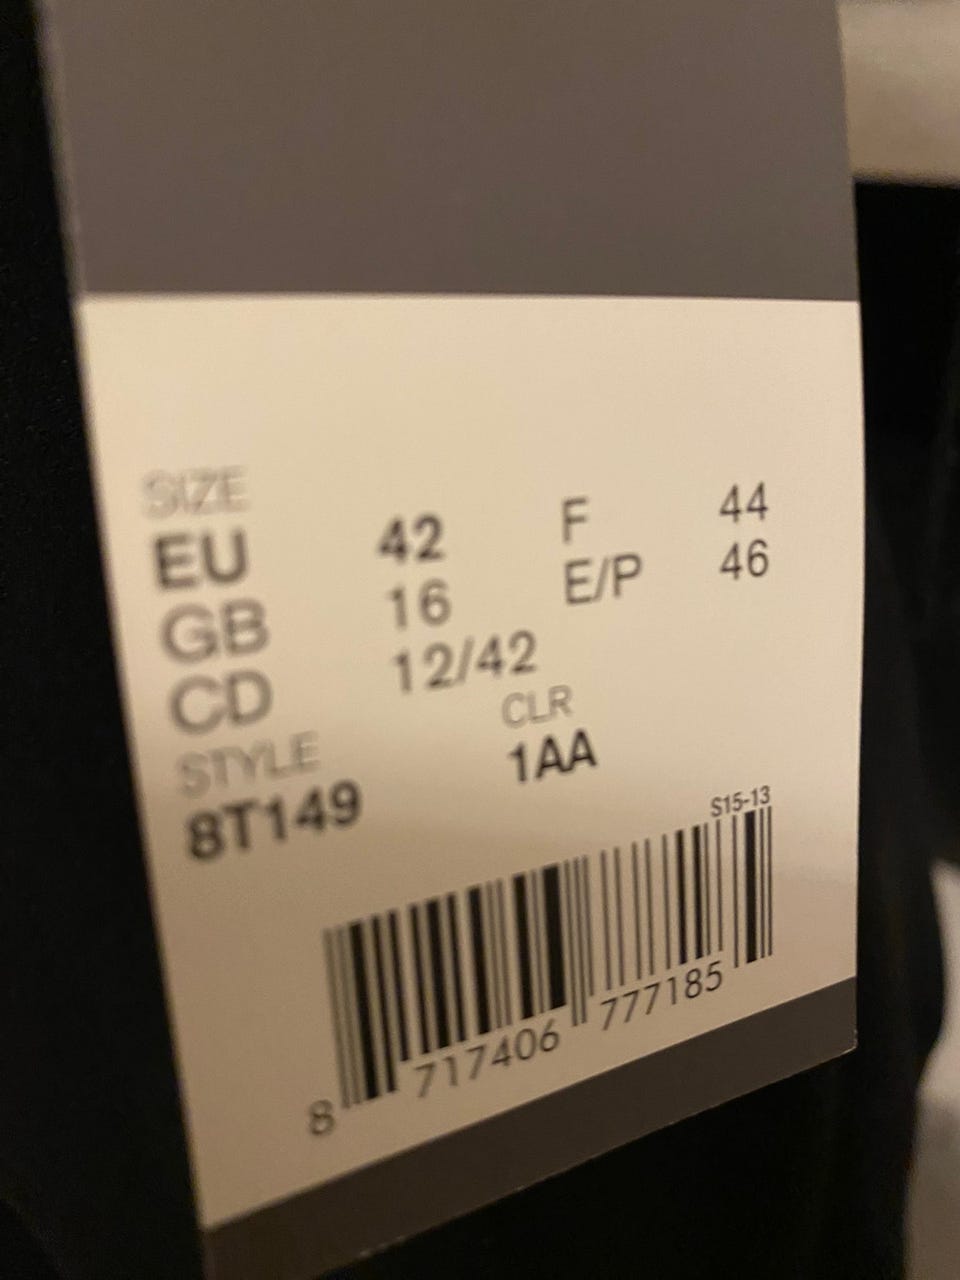 SIZE
EU 42 F 44
GB 16 E/P 46
CD 12/42
STYLE CLR
8T149 1AA
S15-13
8 717406 777185